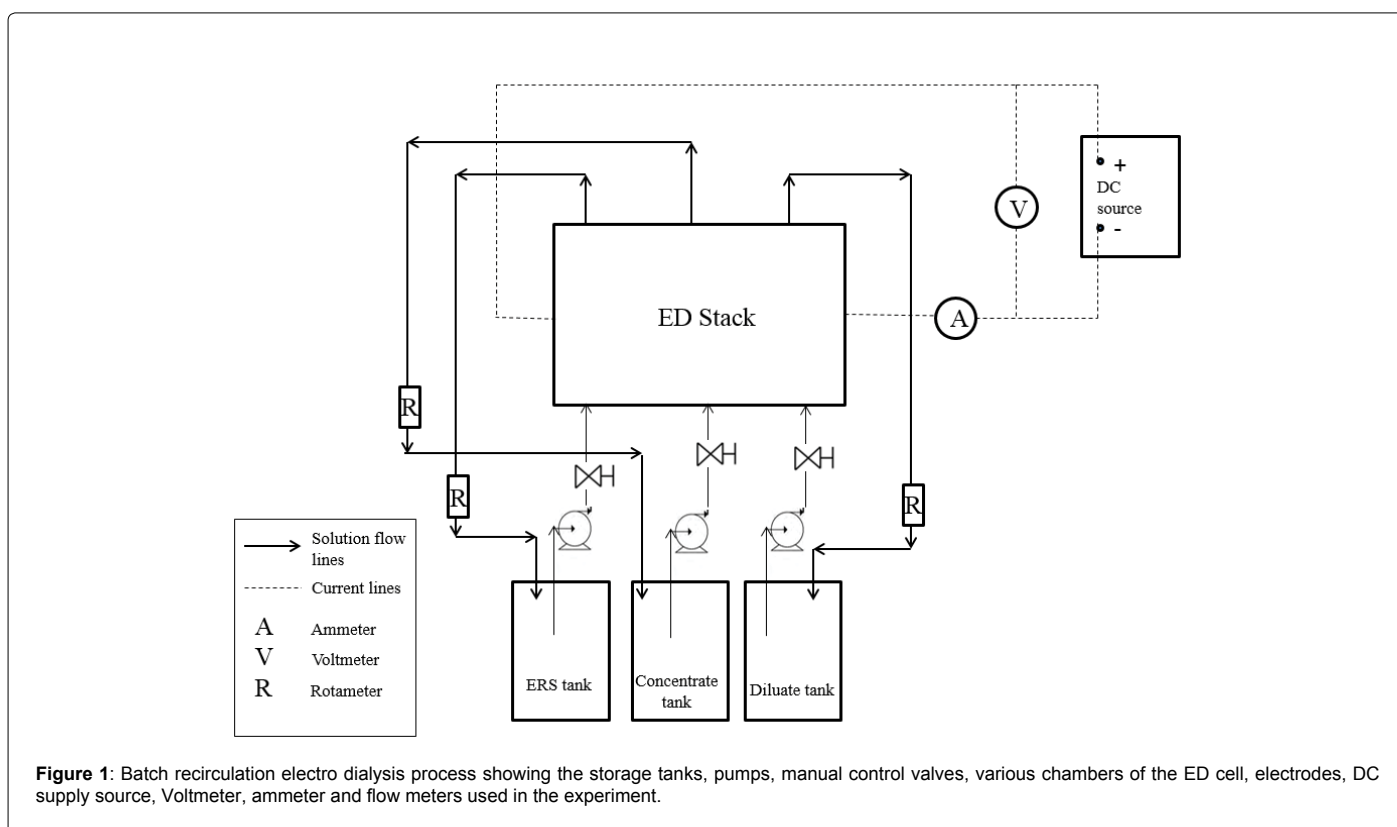 +
DC
source
-
V
A
ED Stack
R
R
R
Solution flow
lines
Current lines
A Ammeter
V Voltmeter
R Rotameter
ERS tank
Concentrate
tank
Diluate tank
Figure 1: Batch recirculation electro dialysis process showing the storage tanks, pumps, manual control valves, various chambers of the ED cell, electrodes, DC
supply source, Voltmeter, ammeter and flow meters used in the experiment.